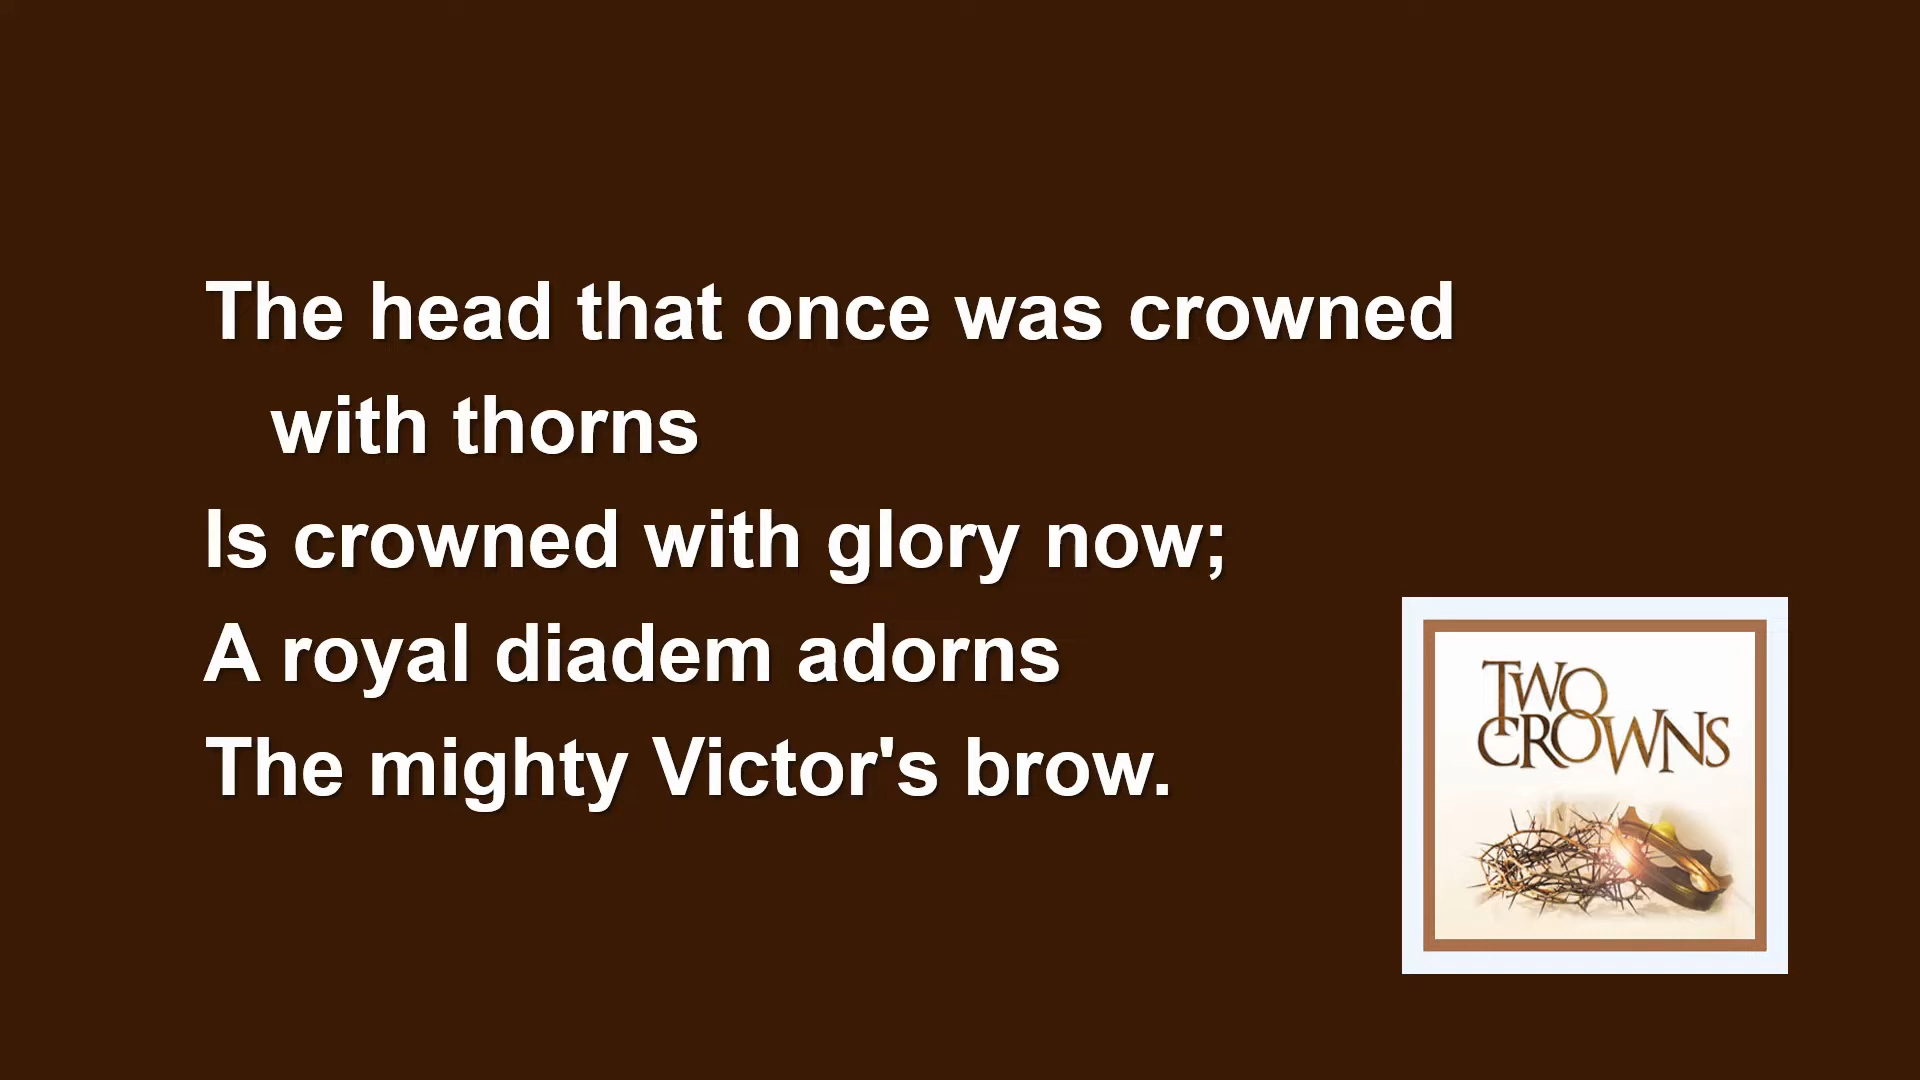 The head that once was crowned
with thorns
Is crowned with glory now;
A royal diadem adorns
The mighty Victor's brow.
TWO
CROWNS